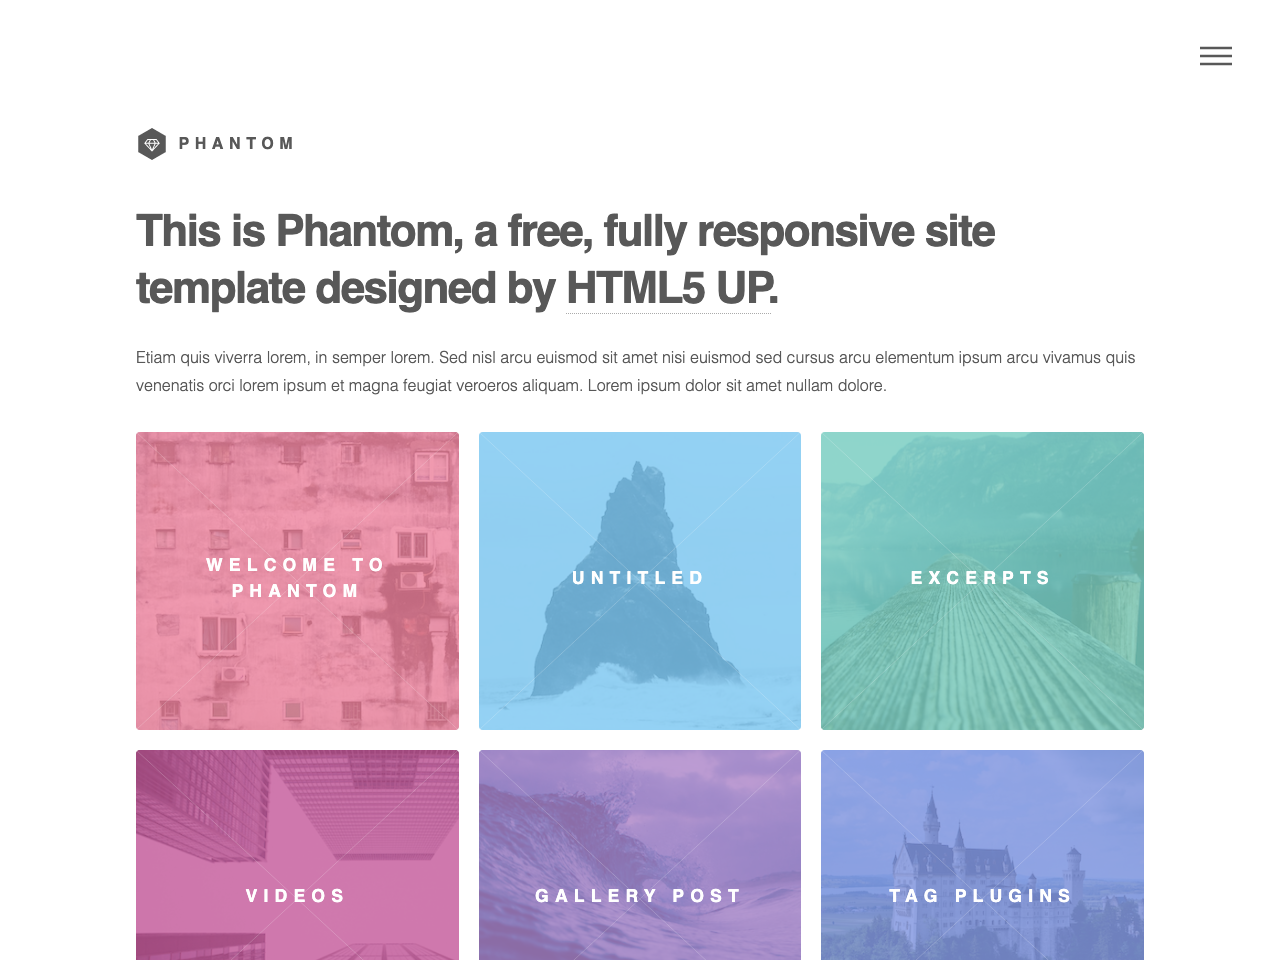 PHANTOM
This is Phantom, a free, fully responsive site
template designed by HTML5 UP.
Etiam quis viverra lorem, in semper lorem. Sed nisl arcu euismod sit amet nisi euismod sed cursus arcu elementum ipsum arcu vivamus quis
venenatis orci lorem ipsum et magna feugiat veroeros aliquam. Lorem ipsum dolor sit amet nullam dolore.
WELCOME TO
PHANTOM
UNTITLED
EXCERPTS
VIDEOS
GALLERY POST
TAG PLUGINS